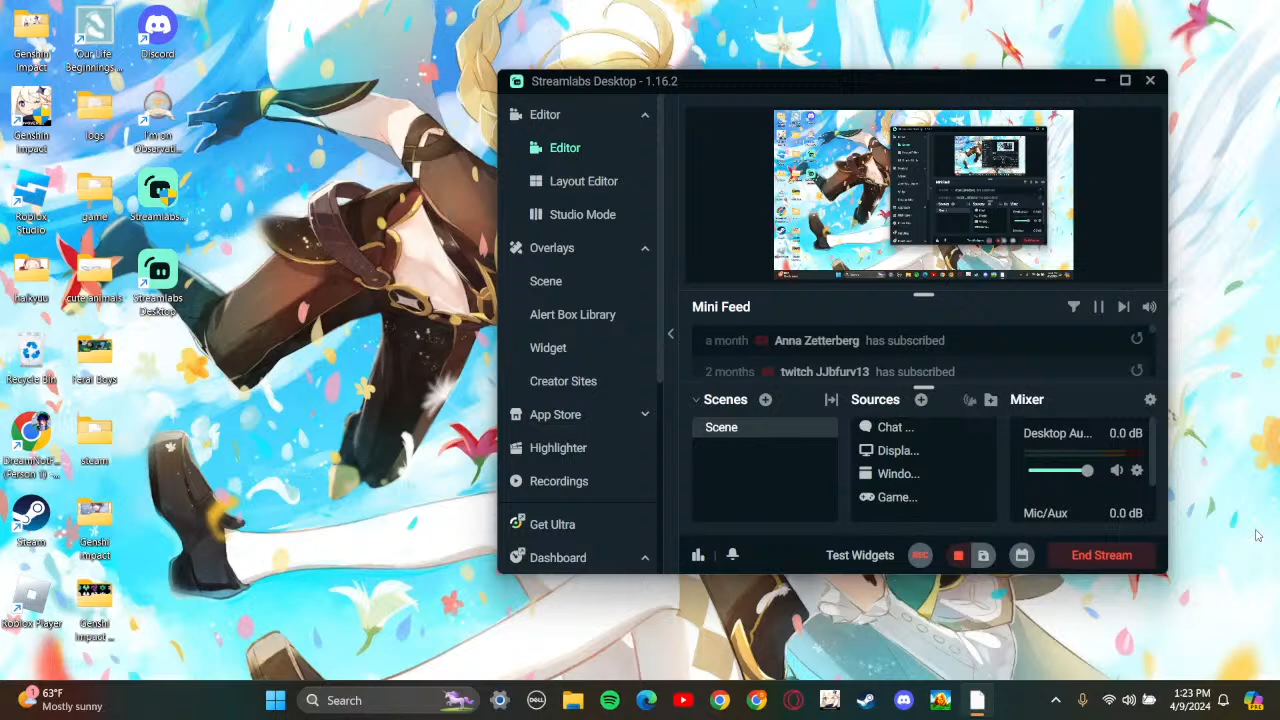 Genshin
Impact
Our Life
Beginnings ...
Discord
Genshin
Impact
logs
I'm on
Observati...
Roblox
Studio
game
Streamlabs...
haikyuu
cute animals
Streamlabs
Desktop
Recycle Bin
Feral Boys
DreamNotF...
(Person 1) - ...
steam
Steam
Genshi
Impact
Roblox Player
Genshi
Impact ...
Streamlabs Desktop - 1.16.2
Editor
Editor
Layout Editor
Studio Mode
Overlays
Scene
Alert Box Library
Widget
Creator Sites
App Store
Highlighter
Recordings
Get Ultra
Dashboard
Mini Feed
a month Anna Zetterberg has subscribed
2 months twitch JJbfurv13 has subscribed
Scenes
Scene
Sources
Chat ...
Displa...
Windo...
Game...
Mixer
Desktop Au... 0.0 dB
Mic/Aux 0.0 dB
Test Widgets REC End Stream
1 63°F
Mostly sunny
Search
DELL
1:23 PM
4/9/2024